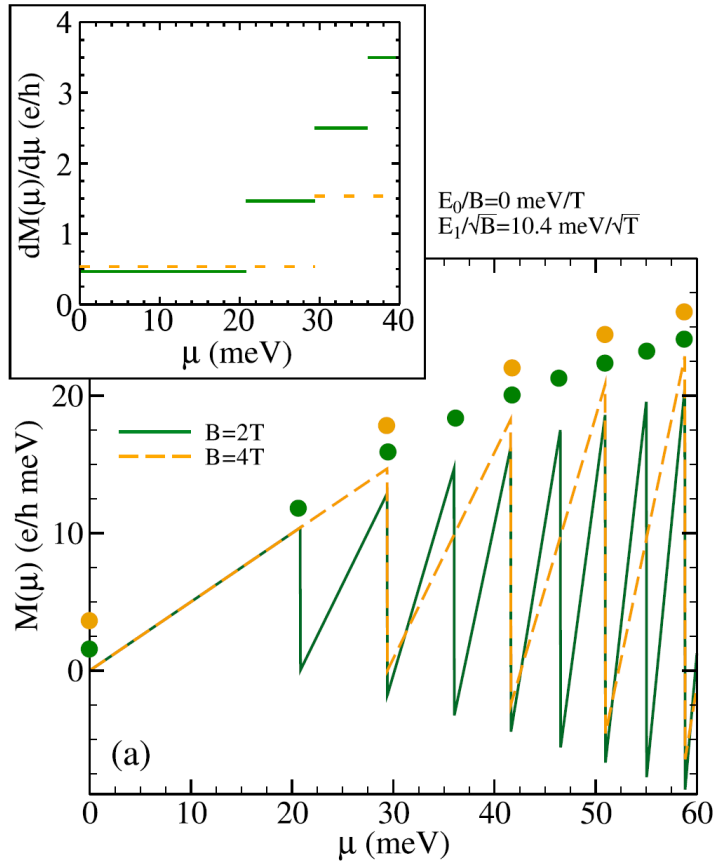 4
3
2
1
0
dM(μ)/dμ (e/h)
0 10 20 30 40
μ (meV)
E₀/B=0 meV/T
E₁/√B=10.4 meV/√T
20
10
0
M(μ) (e/h meV)
B=2T
B=4T
(a)
0 10 20 30 40 50 60
μ (meV)